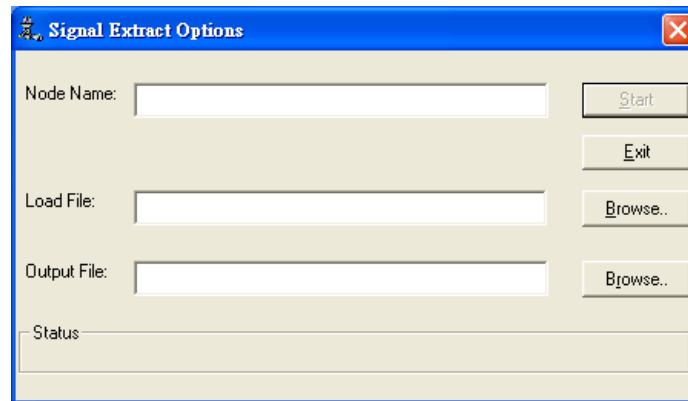 Signal Extract Options
Node Name:
Start
Exit
Load File:
Browse..
Output File:
Browse..
Status